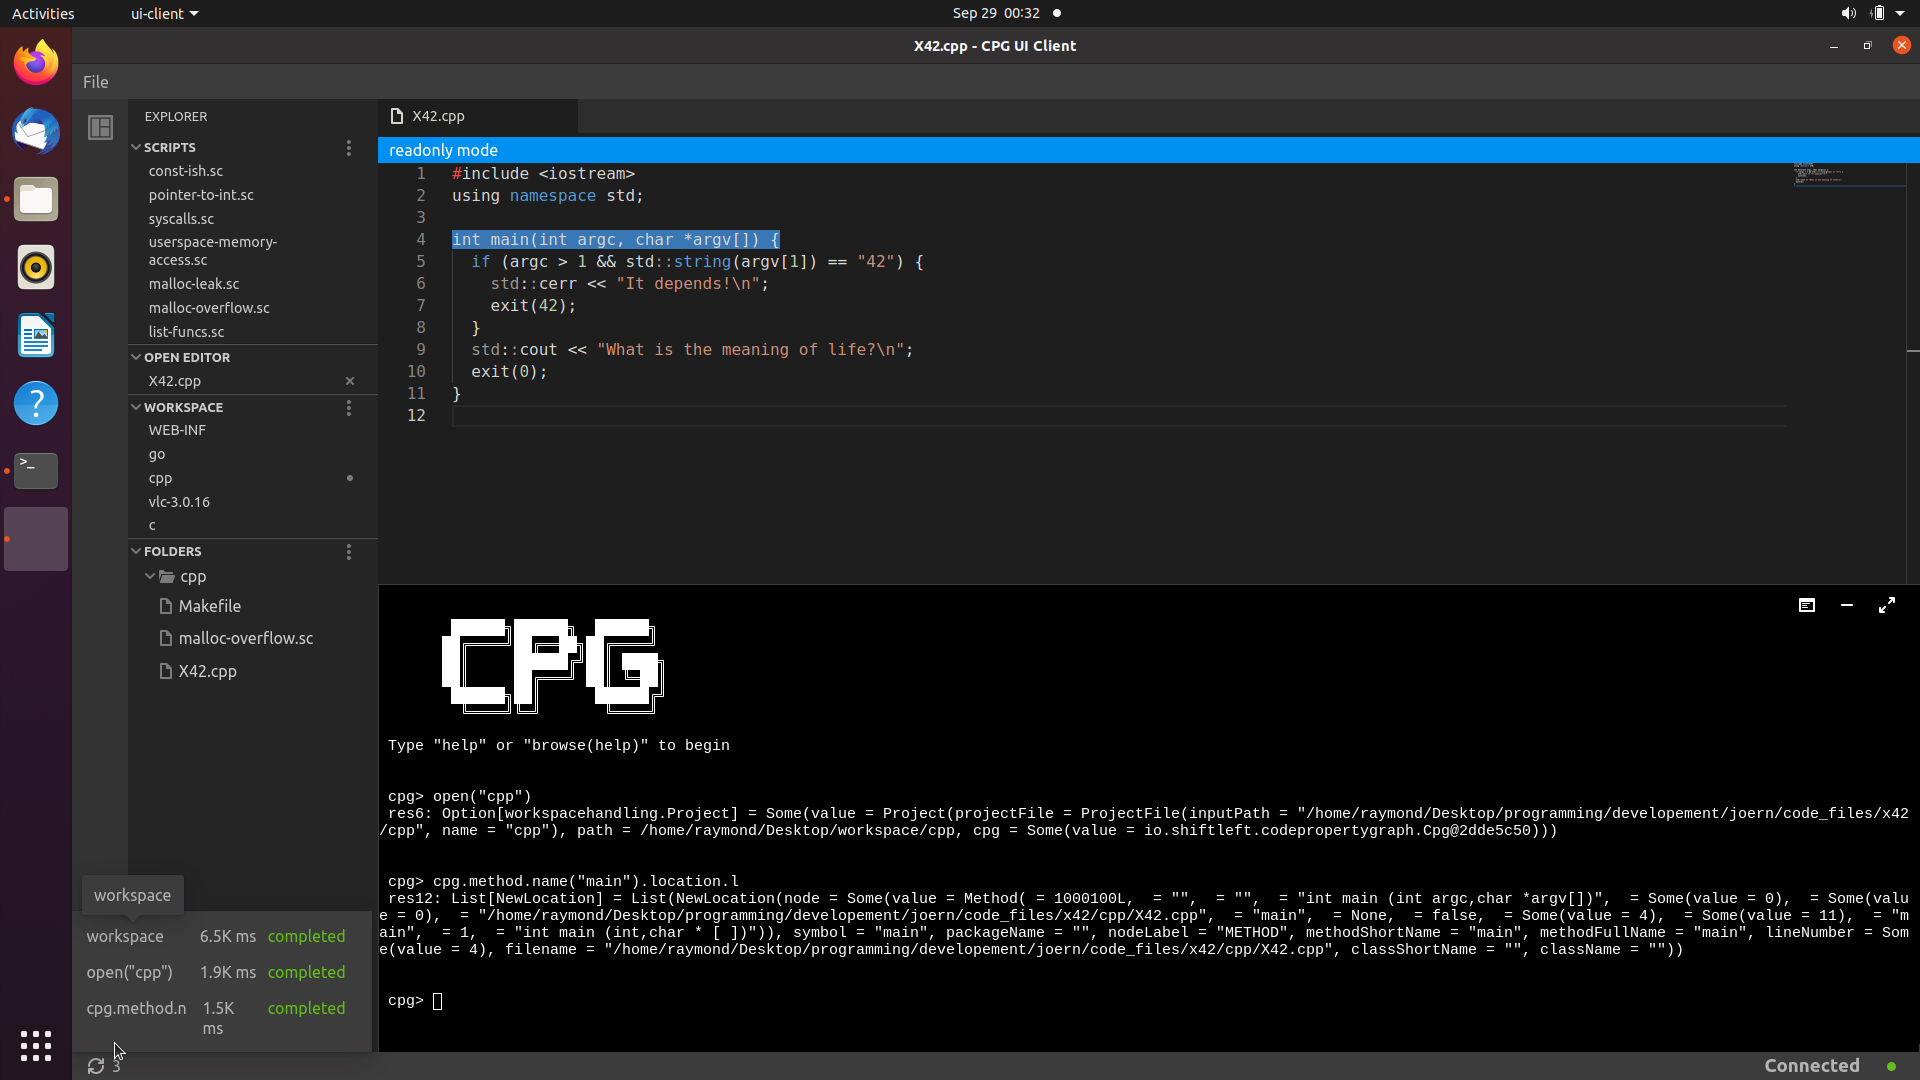 Activities
ui-client
Sep 29 00:32
X42.cpp - CPG UI Client
File
EXPLORER
SCRIPTS
const-ish.sc
pointer-to-int.sc
syscalls.sc
userspace-memory-
access.sc
malloc-leak.sc
malloc-overflow.sc
list-funcs.sc
OPEN EDITOR
X42.cpp
WORKSPACE
WEB-INF
go
cpp
vlc-3.0.16
c
FOLDERS
cpp
Makefile
malloc-overflow.sc
X42.cpp
X42.cpp
readonly mode
1 #include <iostream>
2 using namespace std;
3
4 int main(int argc, char *argv[]) {
5 if (argc > 1 && std::string(argv[1]) == "42") {
6 std::cerr << "It depends!\n";
7 exit(42);
8 }
9 std::cout << "What is the meaning of life?\n";
10 exit(0);
11 }
12
CPG
Type "help" or "browse(help)" to begin
cpg> open("cpp")
res6: Option[workspacehandling.Project] = Some(value = Project(projectFile = ProjectFile(inputPath = "/home/raymond/Desktop/programming/developement/joern/code_files/x42
/cpp", name = "cpp"), path = /home/raymond/Desktop/workspace/cpp, cpg = Some(value = io.shiftleft.codepropertygraph.Cpg@2dde5c50)))
cpg> cpg.method.name("main").location.l
res12: List[NewLocation] = List(NewLocation(node = Some(value = Method( = 1000100L,  = "",  = "",  = "int main (int argc,char *argv[])",  = Some(value = 0),  = Some(valu
e = 0),  = "/home/raymond/Desktop/programming/developement/joern/code_files/x42/cpp/X42.cpp",  = "main",  = None,  = false,  = Some(value = 4),  = Some(value = 11),  = "m
ain",  = 1,  = "int main (int,char * [ ])")), symbol = "main", packageName = "", nodeLabel = "METHOD", methodShortName = "main", methodFullName = "main", lineNumber = Som
e(value = 4), filename = "/home/raymond/Desktop/programming/developement/joern/code_files/x42/cpp/X42.cpp", classShortName = "", className = ""))
cpg>
workspace
workspace 6.5K ms completed
open("cpp") 1.9K ms completed
cpg.method.n 1.5K ms completed
3
Connected